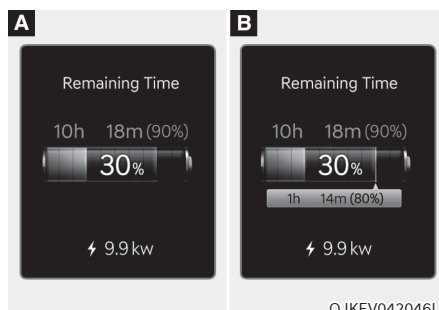 A
Remaining Time
10h 18m (90%)
30%
9.9 kw
B
Remaining Time
10h 18m (90%)
30%
1h 14m (80%)
9.9 kw